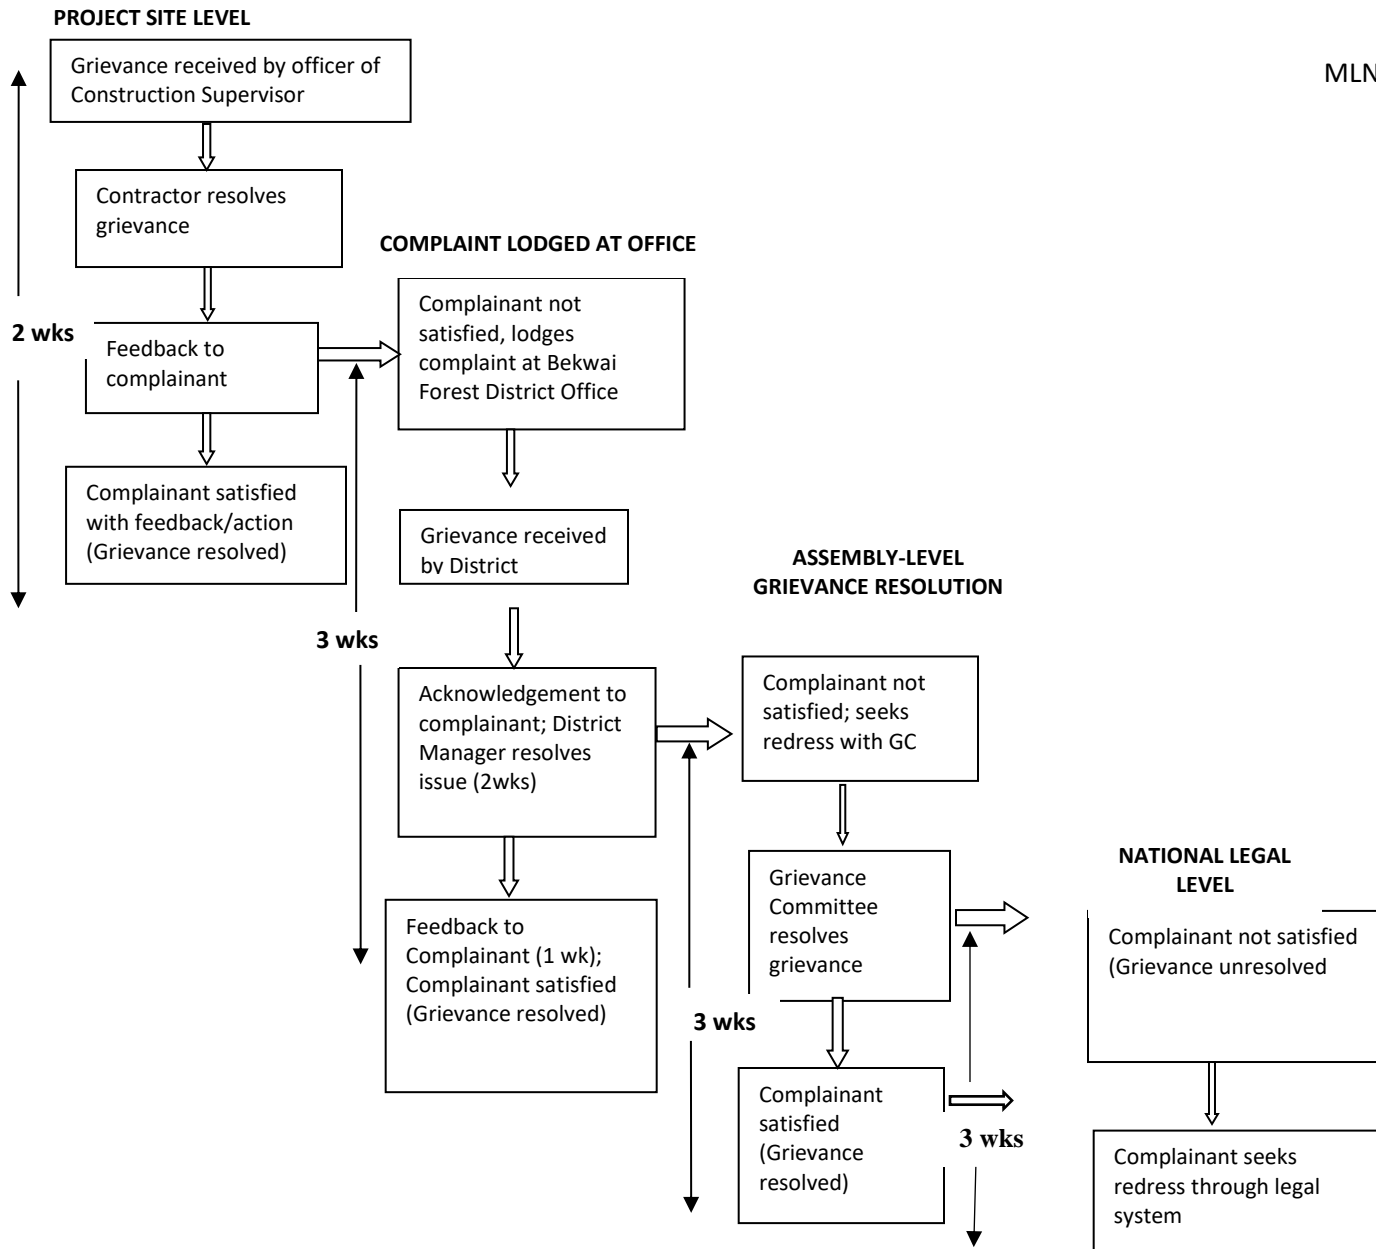 PROJECT SITE LEVEL
Grievance received by officer of
Construction Supervisor
MLN
Contractor resolves
grievance
COMPLAINT LODGED AT OFFICE
2 wks
Feedback to
complainant
Complainant not
satisfied, lodges
complaint at Bekwai
Forest District Office
Complainant satisfied
with feedback/action
(Grievance resolved)
Grievance received
by District
3 wks
ASSEMBLY-LEVEL
GRIEVANCE RESOLUTION
Acknowledgement to
complainant; District
Manager resolves
issue (2wks)
Complainant not
satisfied; seeks
redress with GC
Feedback to
Complainant (1 wk);
Complainant satisfied
(Grievance resolved)
3 wks
Grievance
Committee
resolves
grievance
NATIONAL LEGAL
LEVEL
Complainant not satisfied
(Grievance unresolved
Complainant
satisfied
(Grievance
resolved)
3 wks
Complainant seeks
redress through legal
system